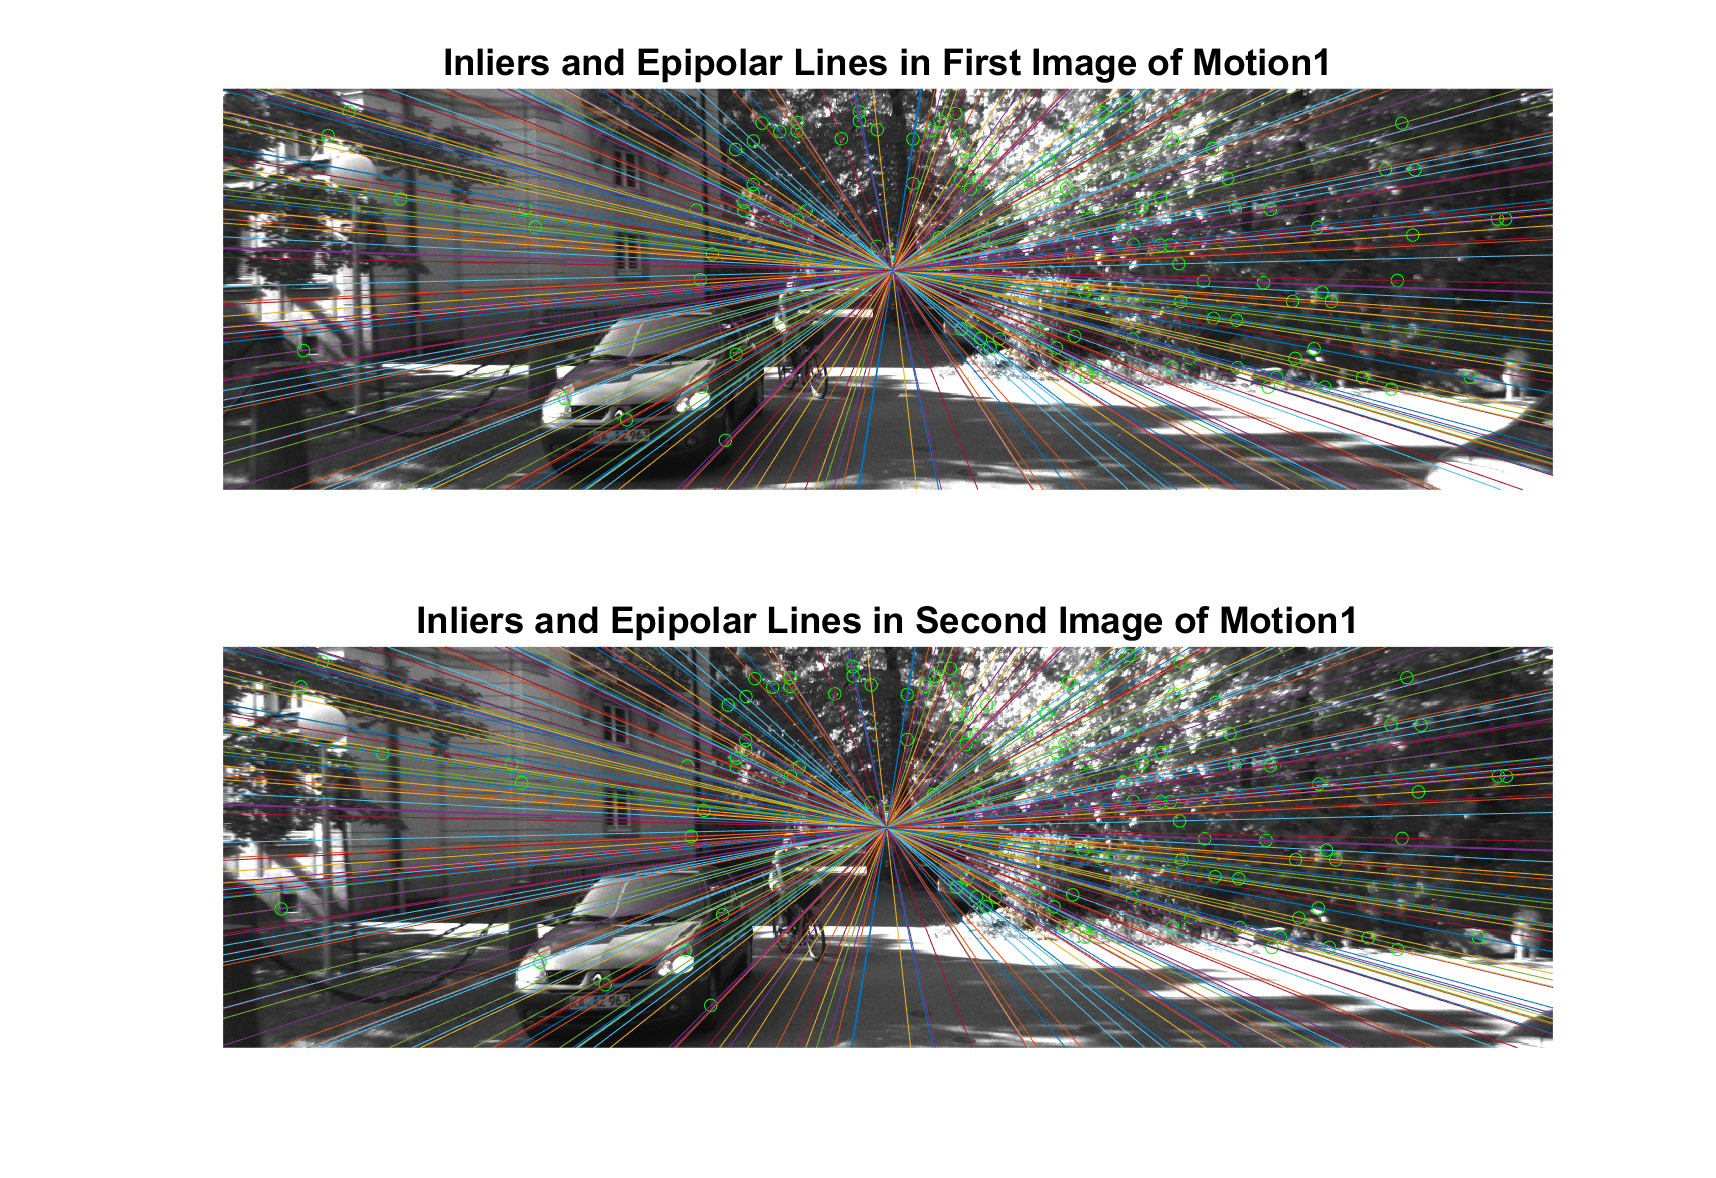 Inliers and Epipolar Lines in First Image of Motion1
Inliers and Epipolar Lines in Second Image of Motion1